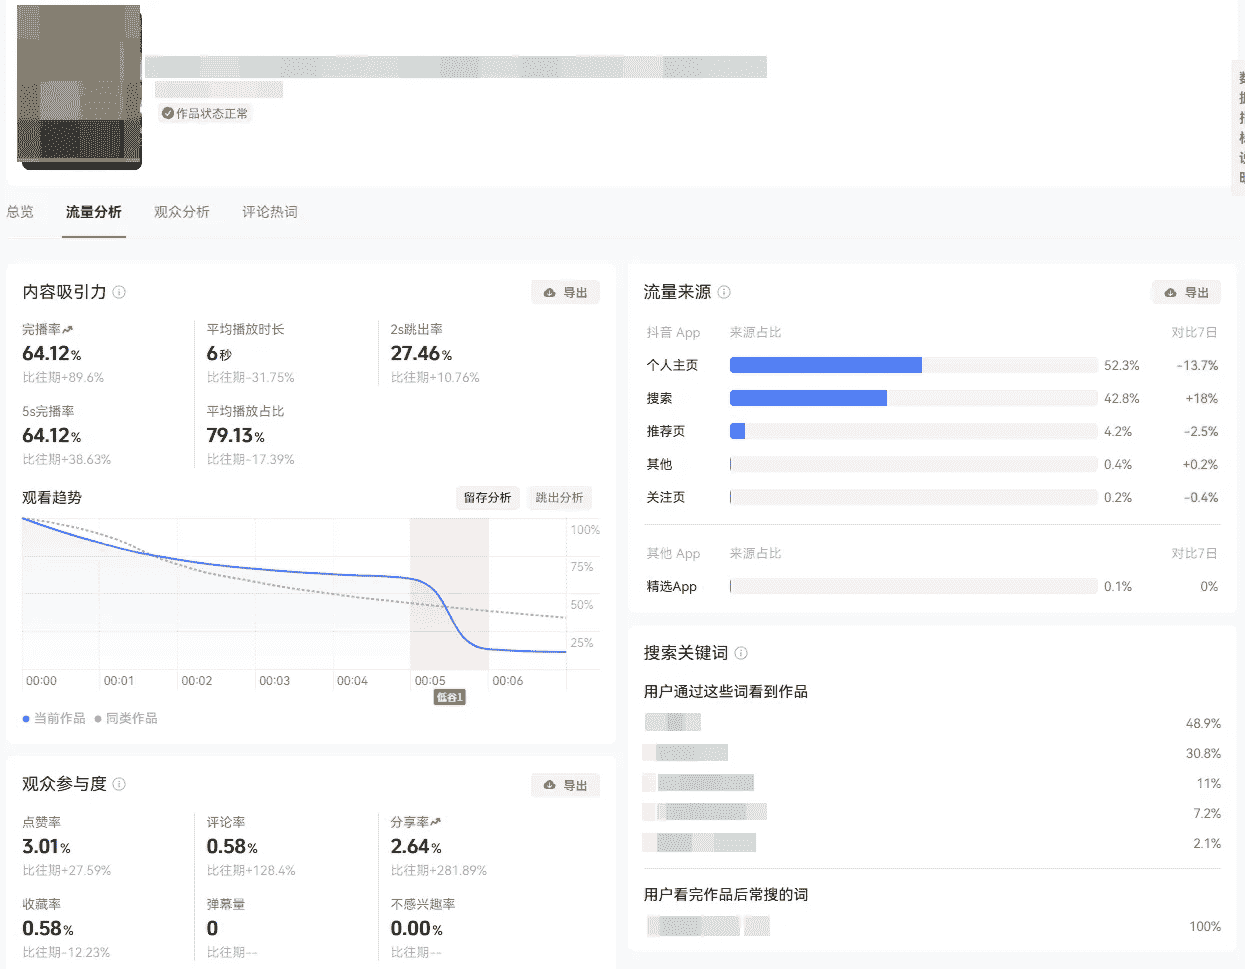 作品状态正常
总览 流量分析 观众分析 评论热词
内容吸引力 导出
完播率 平均播放时长 2s跳出率
64.12% 6秒 27.46%
比往期+89.6% 比往期-31.75% 比往期+10.76%
5s完播率 平均播放占比
64.12% 79.13%
比往期+38.63% 比往期-17.39%
观看趋势 留存分析 跳出分析
100%
75%
50%
25%
00:00 00:01 00:02 00:03 00:04 00:05 00:06
低谷1
当前作品 同类作品
观众参与度 导出
点赞率 评论率 分享率
3.01% 0.58% 2.64%
比往期+27.59% 比往期+128.4% 比往期+281.89%
收藏率 弹幕量 不感兴趣率
0.58% 0 0.00%
比往期-12.23% 比往期-- 比往期--
流量来源 导出
抖音 App 来源占比 对比7日
个人主页 52.3% -13.7%
搜索 42.8% +18%
推荐页 4.2% -2.5%
其他 0.4% +0.2%
关注页 0.2% -0.4%
其他 App 来源占比 对比7日
精选App 0.1% 0%
搜索关键词
用户通过这些词看到作品
48.9%
30.8%
11%
7.2%
2.1%
用户看完作品后常搜的词
100%